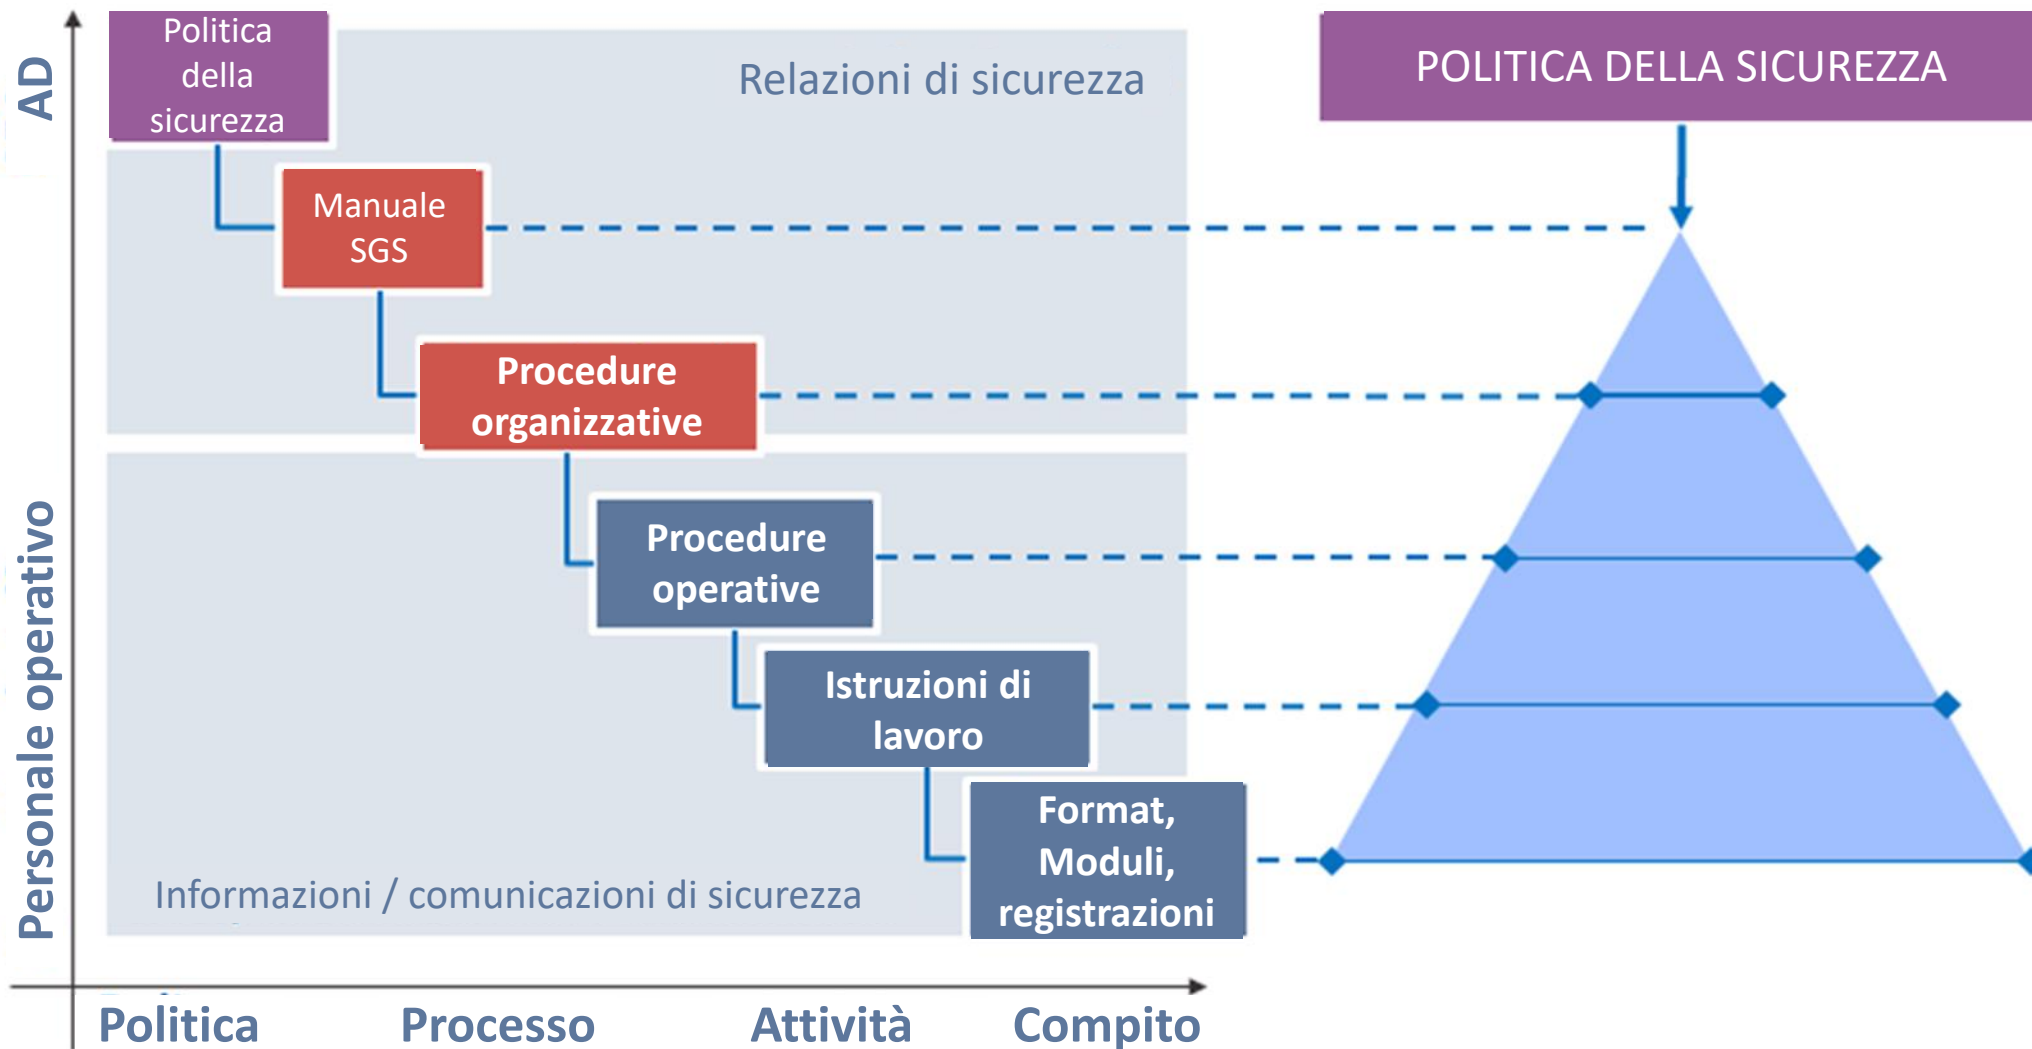 AD
Politica
della
sicurezza
Relazioni di sicurezza
POLITICA DELLA SICUREZZA
Manuale
SGS
Procedure
organizzative
Personale operativo
Procedure
operative
Istruzioni di
lavoro
Format,
Moduli,
registrazioni
Informazioni / comunicazioni di sicurezza
Politica
Processo
Attività
Compito